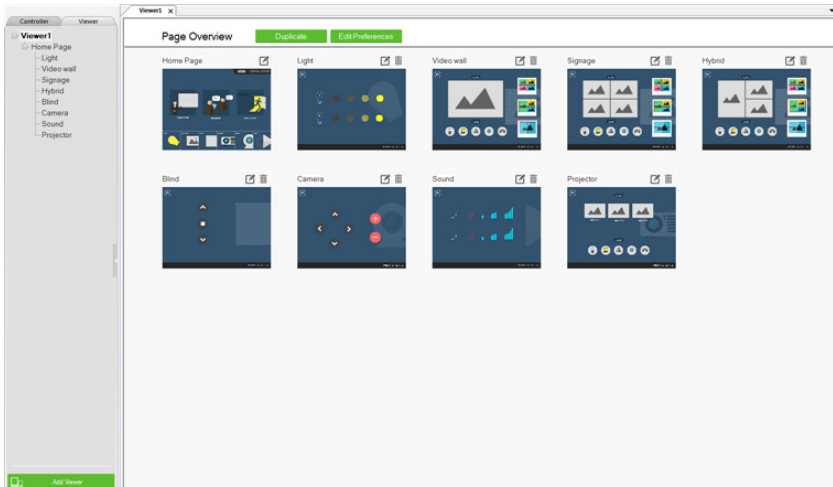 Controller
Viewer
Viewer1
Home Page
Light
Video wall
Signage
Hybrid
Blind
Camera
Sound
Projector
Add Viewer
Viewer1 x
Page Overview
Duplicate
Edit Preferences
Home Page
Light
Video wall
Signage
Hybrid
Blind
Camera
Sound
Projector